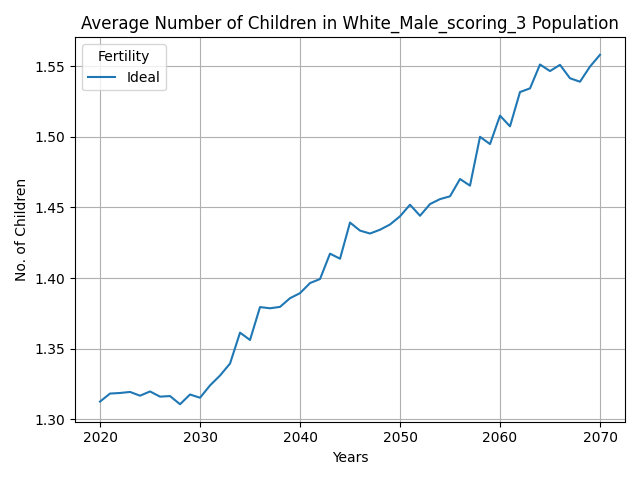 Average Number of Children in White_Male_scoring_3 Population
Fertility
Ideal
No. of Children
1.55
1.50
1.45
1.40
1.35
1.30
2020 2030 2040 2050 2060 2070
Years